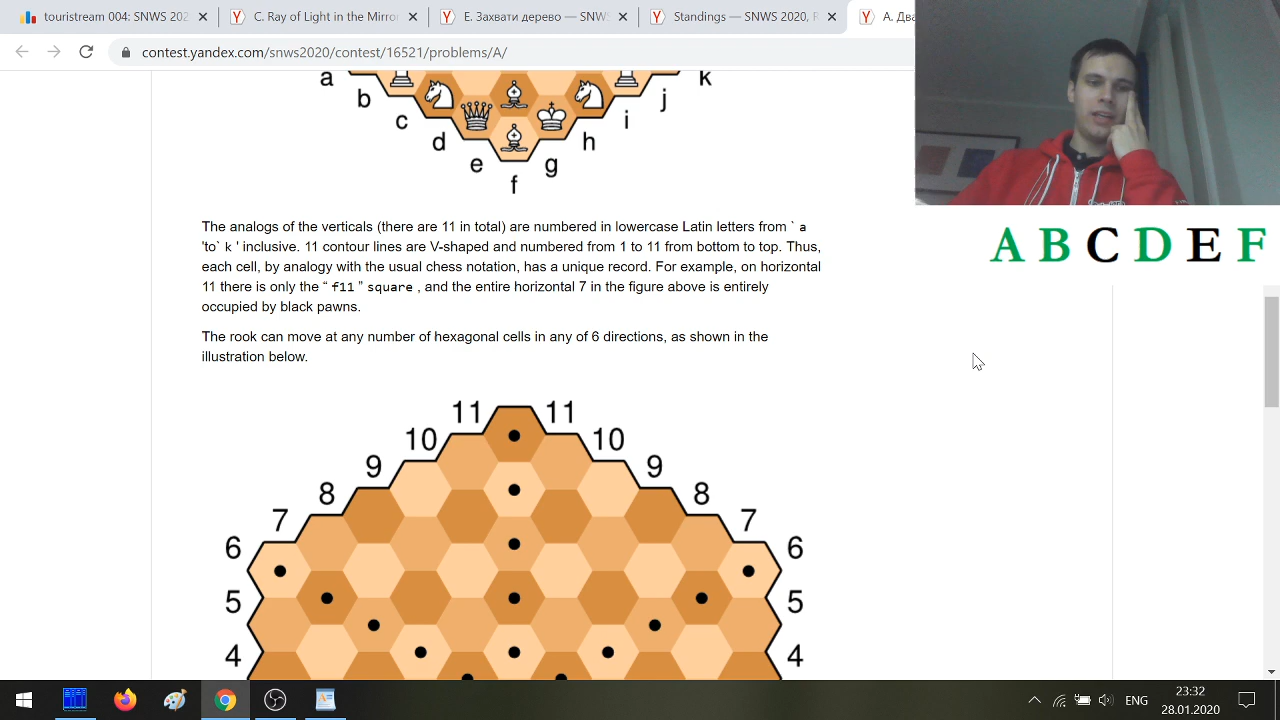 touristream 004: SNWS 202
C. Ray of Light in the Mirro
Е. Захвати дерево — SNWS
Standings — SNWS 2020, R
А. Два
contest.yandex.com/snws2020/contest/16521/problems/A/
a
b
c
d
e
f
g
h
i
j
k
The analogs of the verticals (there are 11 in total) are numbered in lowercase Latin letters from ` a
'to` k ' inclusive. 11 contour lines are V-shaped and numbered from 1 to 11 from bottom to top. Thus,
each cell, by analogy with the usual chess notation, has a unique record. For example, on horizontal
11 there is only the “ f11 ” square , and the entire horizontal 7 in the figure above is entirely
occupied by black pawns.
The rook can move at any number of hexagonal cells in any of 6 directions, as shown in the
illustration below.
11 11
10 10
9 9
8 8
7 7
6 6
5 5
4 4
A B C D E F
ENG
23:32
28.01.2020